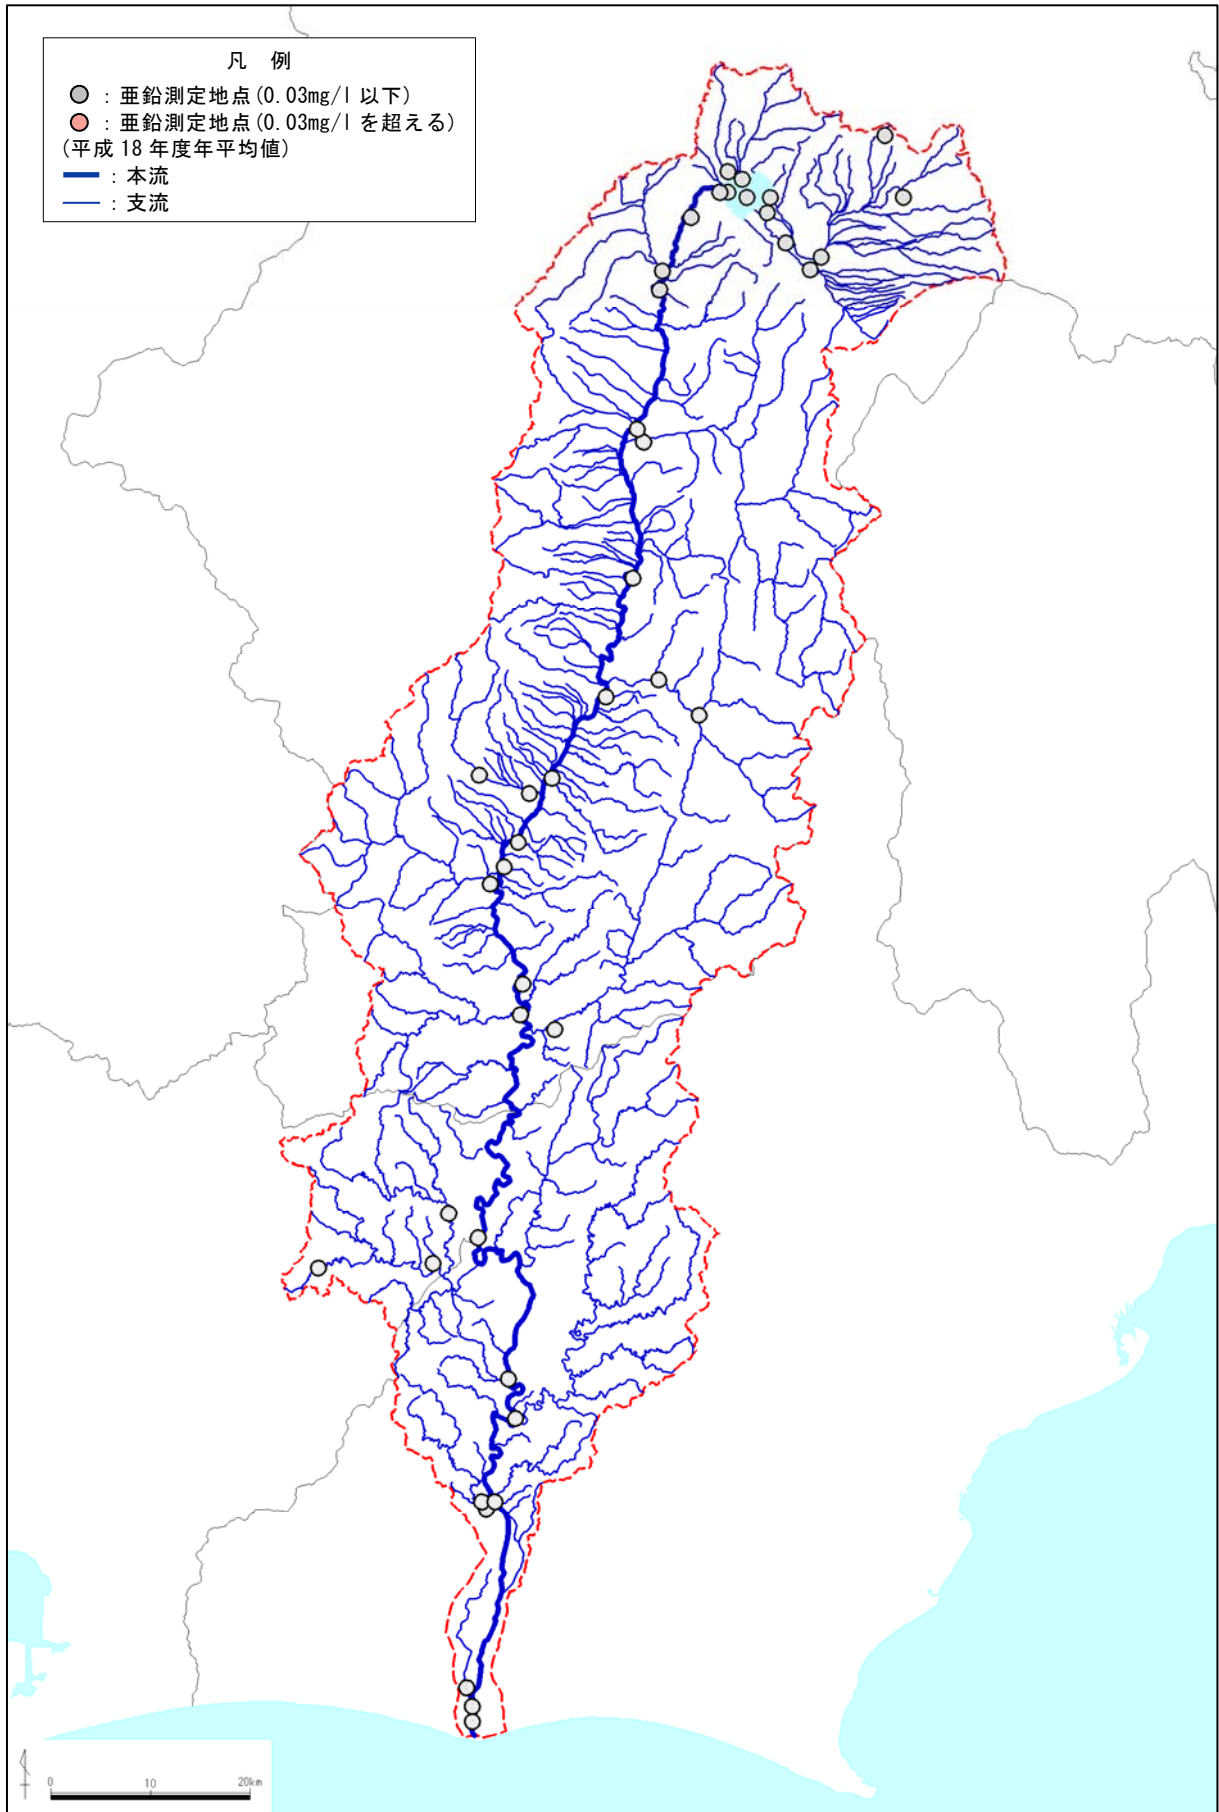 凡 例
：亜鉛測定地点(0.03mg/l 以下)
：亜鉛測定地点(0.03mg/l を超える)
(平成 18 年度年平均値)
：本流
：支流
0 10 20km